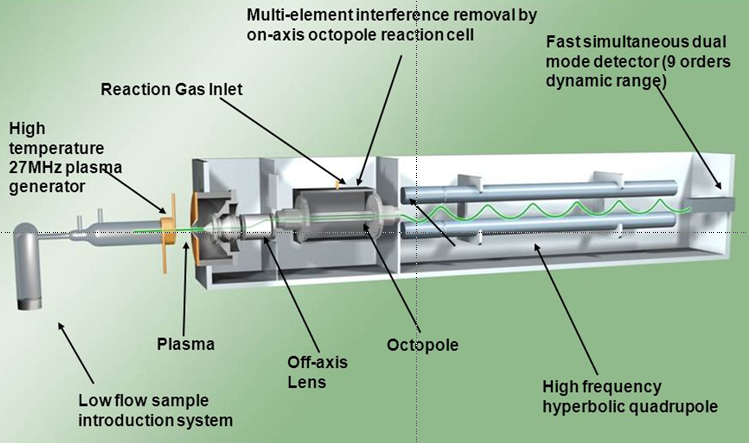 Multi-element interference removal by
on-axis octopole reaction cell
Fast simultaneous dual
mode detector (9 orders
dynamic range)
Reaction Gas Inlet
High
temperature
27MHz plasma
generator
Plasma
Off-axis
Lens
Octopole
Low flow sample
introduction system
High frequency
hyperbolic quadrupole